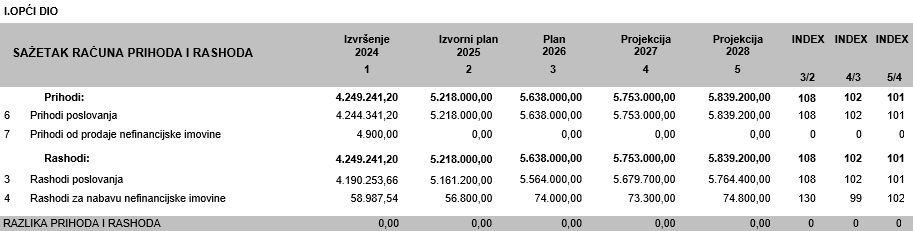 I.OPĆI DIO
SAŽETAK RAČUNA PRIHODA I RASHODA Izvršenje 2024 Izvorni plan 2025 Plan 2026 Projekcija 2027 Projekcija 2028 INDEX INDEX INDEX
1 2 3 4 5 3/2 4/3 5/4
Prihodi: 4.249.241,20 5.218.000,00 5.638.000,00 5.753.000,00 5.839.200,00 108 102 101
6 Prihodi poslovanja 4.244.341,20 5.218.000,00 5.638.000,00 5.753.000,00 5.839.200,00 108 102 101
7 Prihodi od prodaje nefinancijske imovine 4.900,00 0,00 0,00 0,00 0,00 0 0 0
Rashodi: 4.249.241,20 5.218.000,00 5.638.000,00 5.753.000,00 5.839.200,00 108 102 101
3 Rashodi poslovanja 4.190.253,66 5.161.200,00 5.564.000,00 5.679.700,00 5.764.400,00 108 102 101
4 Rashodi za nabavu nefinancijske imovine 58.987,54 56.800,00 74.000,00 73.300,00 74.800,00 130 99 102
RAZLIKA PRIHODA I RASHODA 0,00 0,00 0,00 0,00 0,00 0 0 0